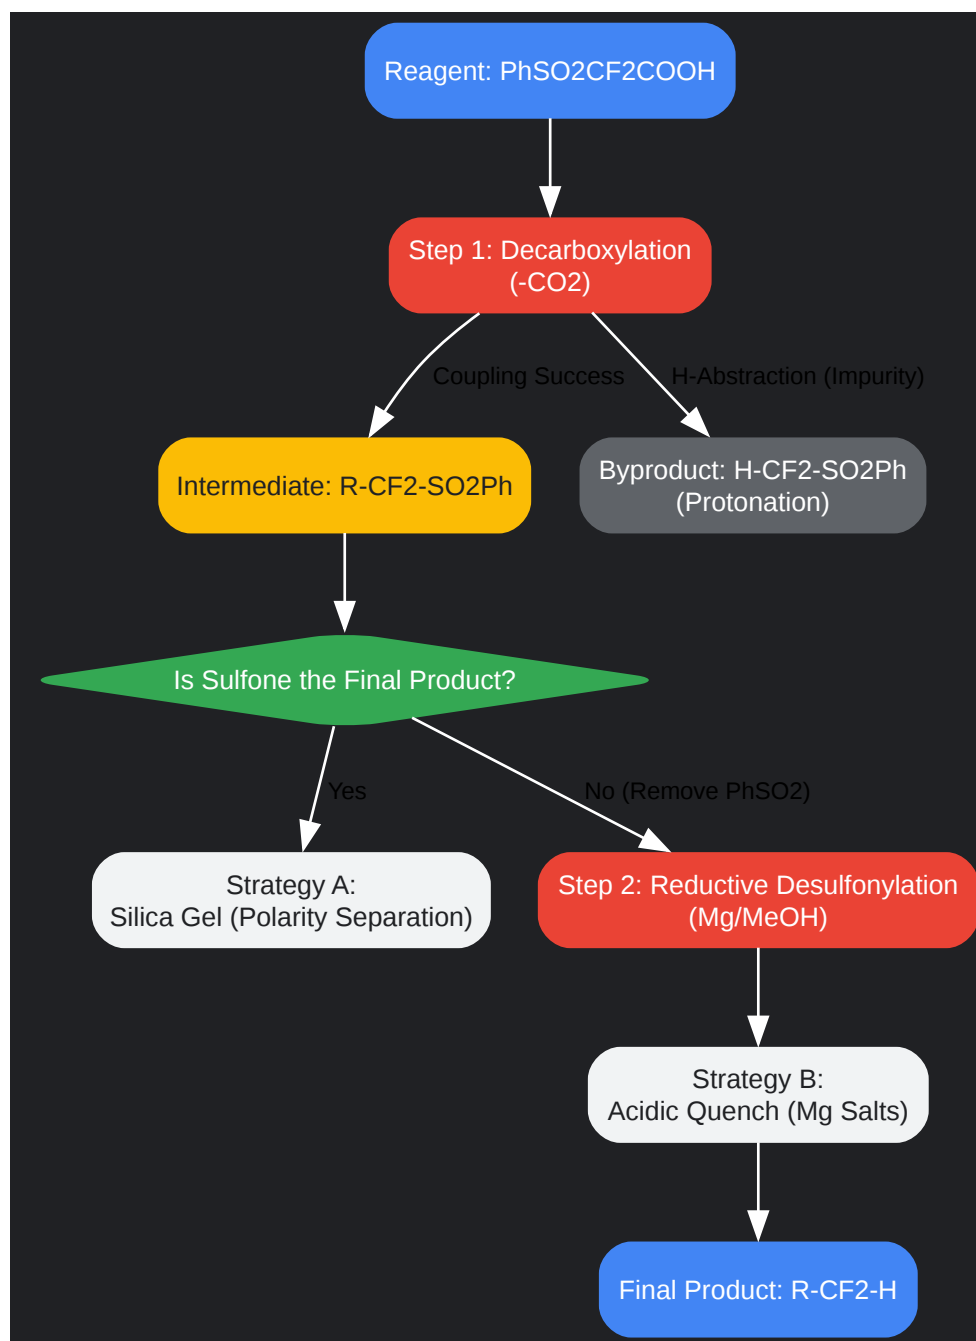 Reagent: PhSO2CF2COOH
Step 1: Decarboxylation
(-CO2)
Coupling Success
H-Abstraction (Impurity)
Intermediate: R-CF2-SO2Ph
Byproduct: H-CF2-SO2Ph
(Protonation)
Is Sulfone the Final Product?
Yes
No (Remove PhSO2)
Strategy A:
Silica Gel (Polarity Separation)
Step 2: Reductive Desulfonylation
(Mg/MeOH)
Strategy B:
Acidic Quench (Mg Salts)
Final Product: R-CF2-H